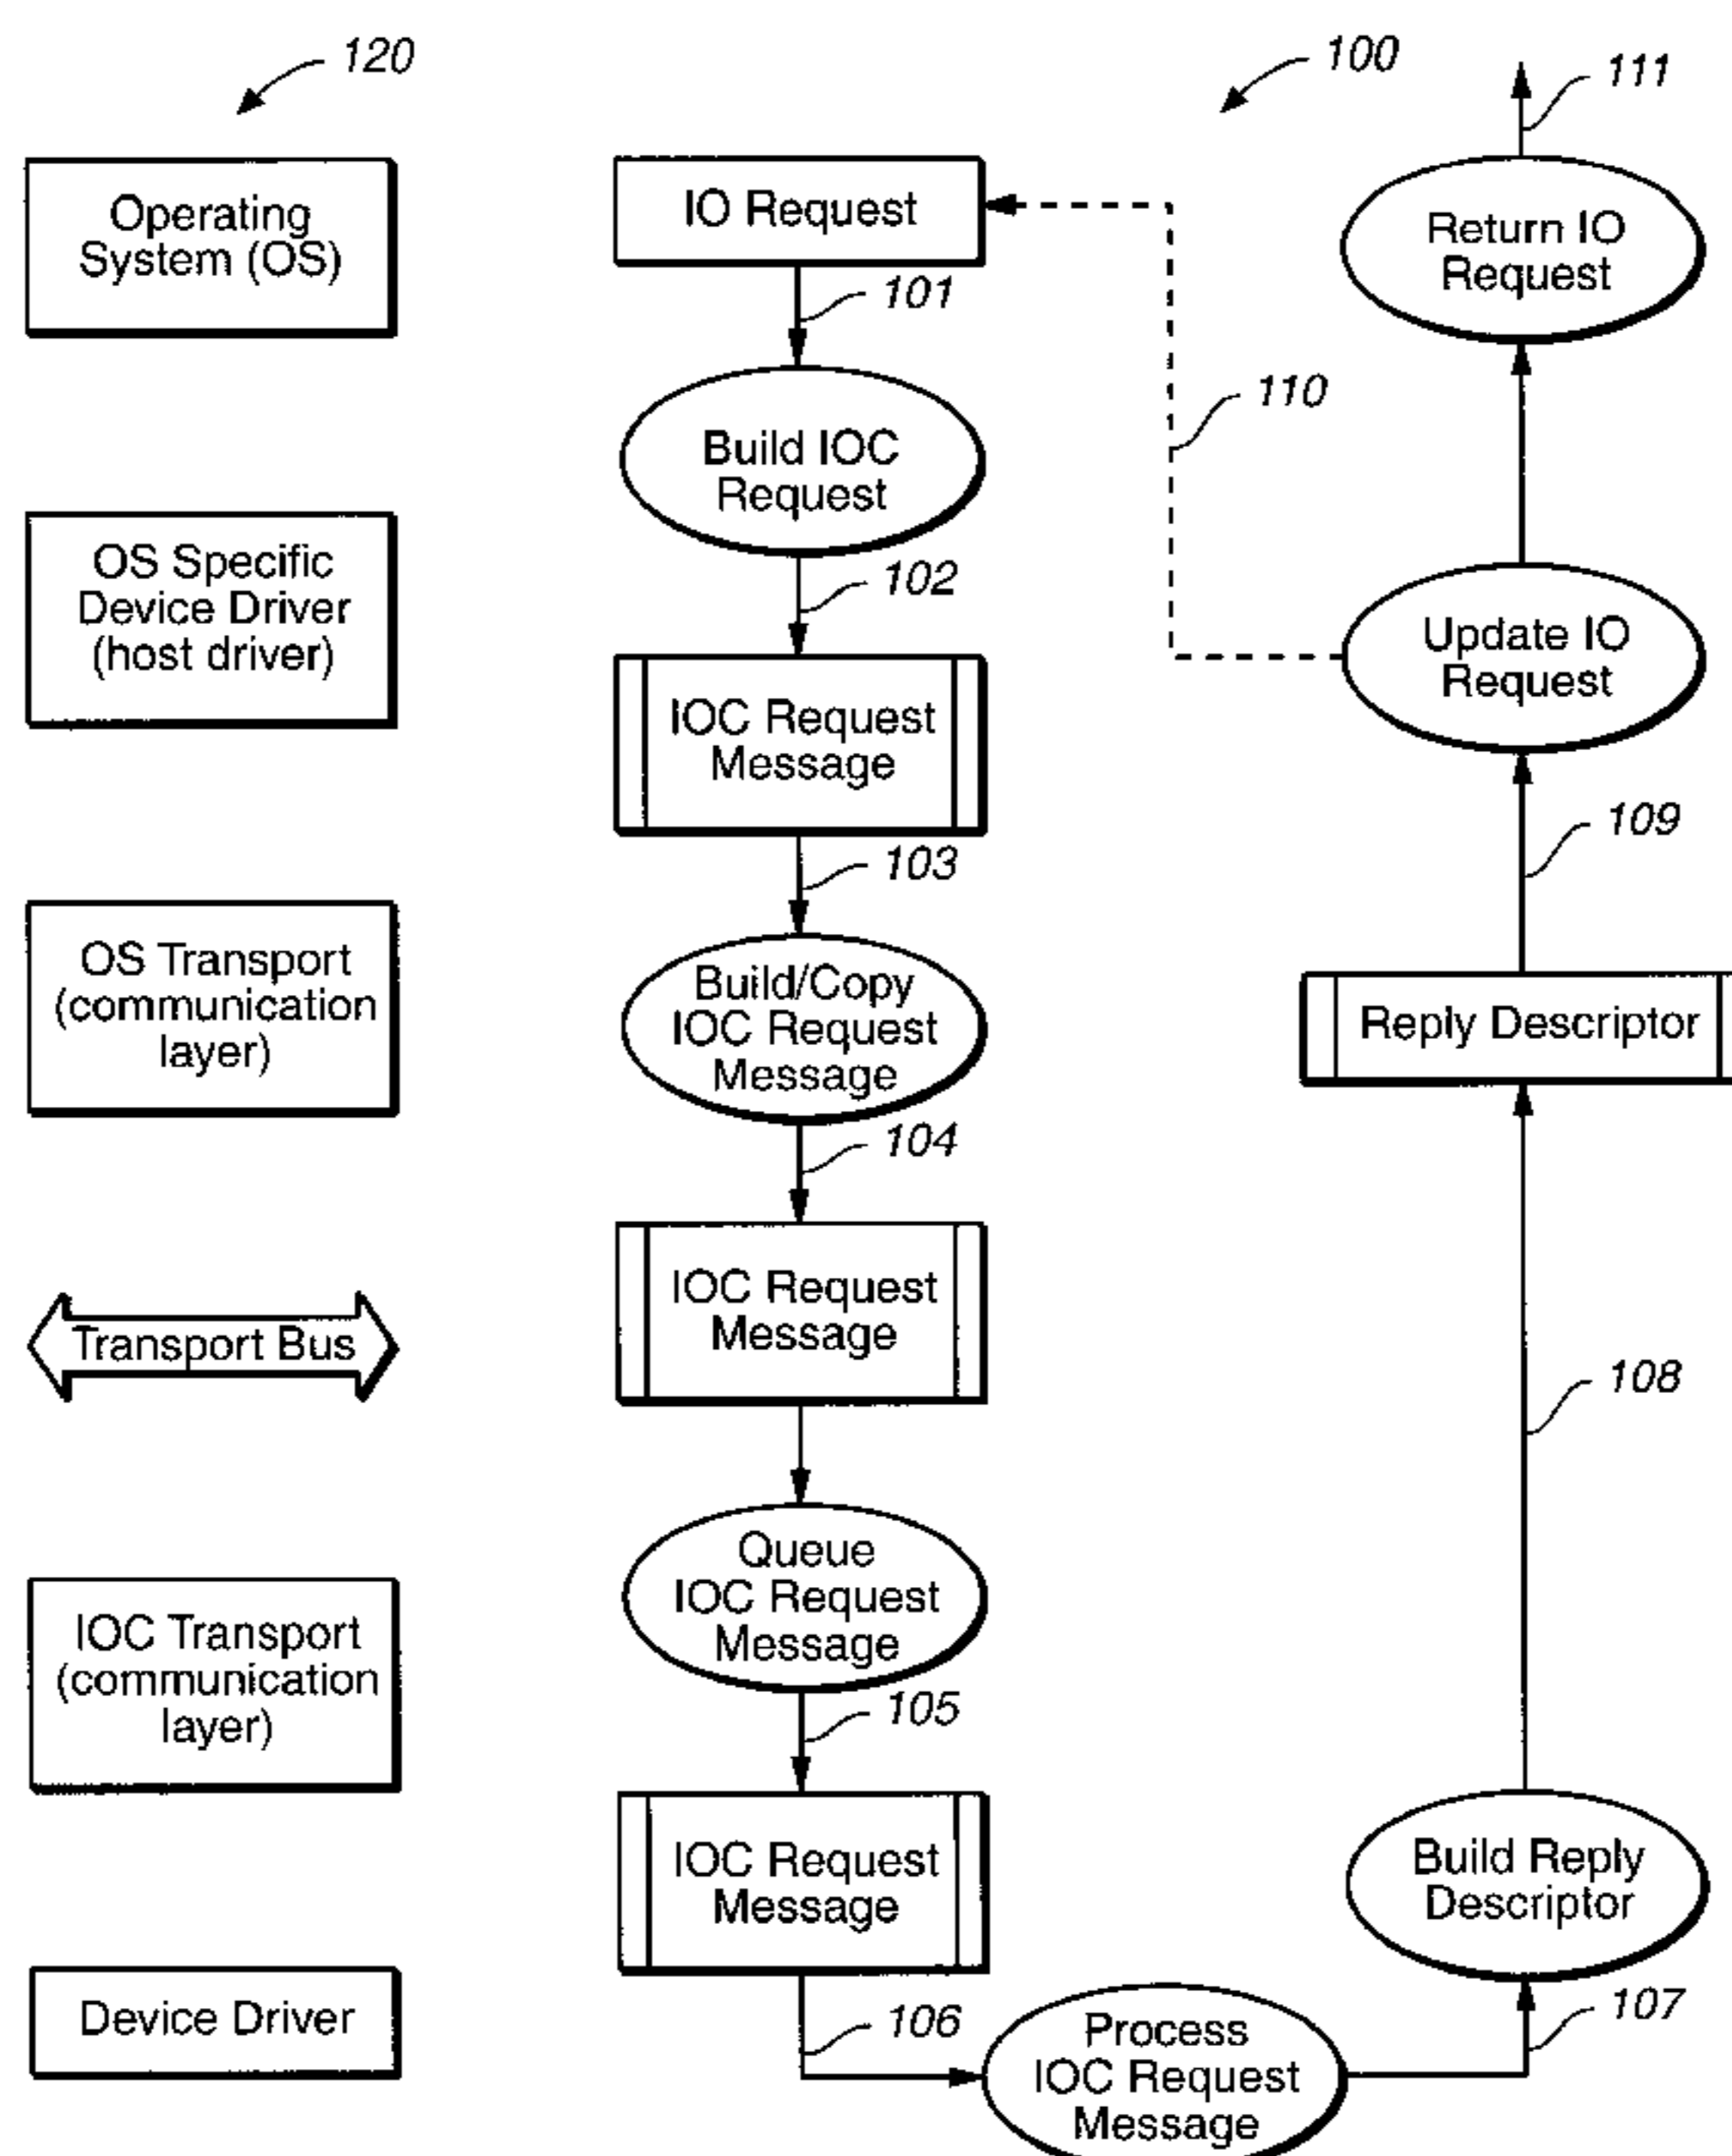 120
Operating
System (OS)
OS Specific
Device Driver
(host driver)
OS Transport
(communication
layer)
Transport Bus
IOC Transport
(communication
layer)
Device Driver
100
IO Request
101
Build IOC
Request
102
IOC Request
Message
103
Build/Copy
IOC Request
Message
104
IOC Request
Message
Queue
IOC Request
Message
105
IOC Request
Message
106
Process
IOC Request
Message
107
Build Reply
Descriptor
108
Reply Descriptor
109
Update IO
Request
110
Return IO
Request
111